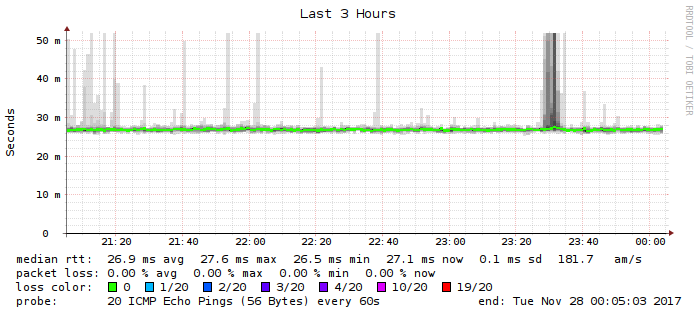 Last 3 Hours
RRDTOOL / TOBI OETIKER
Seconds
50 m
40 m
30 m
20 m
10 m
0
21:20 21:40 22:00 22:20 22:40 23:00 23:20 23:40 00:00
median rtt: 26.9 ms avg 27.6 ms max 26.5 ms min 27.1 ms now 0.1 ms sd 181.7 am/s
packet loss: 0.00 % avg 0.00 % max 0.00 % min 0.00 % now
loss color: 0 1/20 2/20 3/20 4/20 10/20 19/20
probe: 20 ICMP Echo Pings (56 Bytes) every 60s end: Tue Nov 28 00:05:03 2017